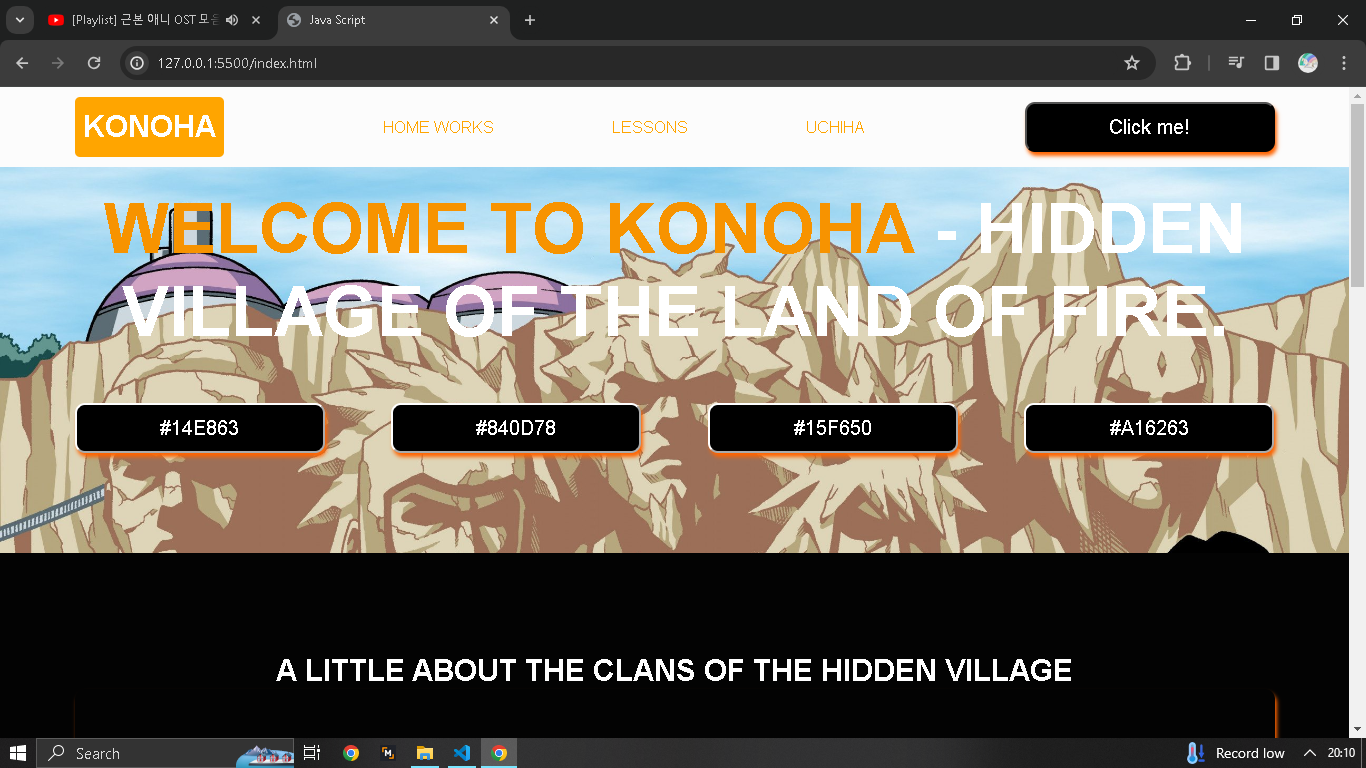 [Playlist] 근본 애니 OST 모음
Java Script
127.0.0.1:5500/index.html
KONOHA
HOME WORKS
LESSONS
UCHIHA
Click me!
WELCOME TO KONOHA - HIDDEN
VILLAGE OF THE LAND OF FIRE.
#14E863
#840D78
#15F650
#A16263
A LITTLE ABOUT THE CLANS OF THE HIDDEN VILLAGE
Search
Record low
20:10